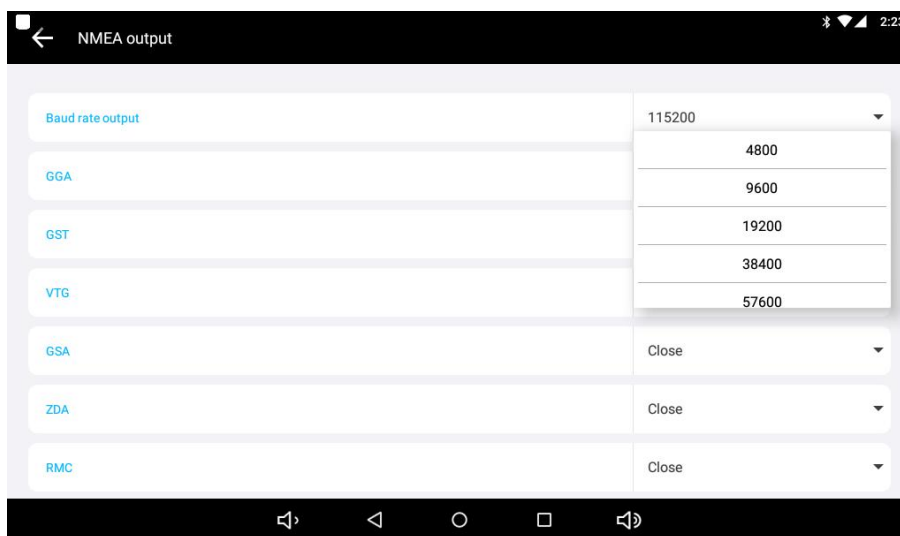 2:23
NMEA output
Baud rate output
115200
4800
GGA
9600
19200
GST
38400
VTG
57600
GSA
Close
ZDA
Close
RMC
Close